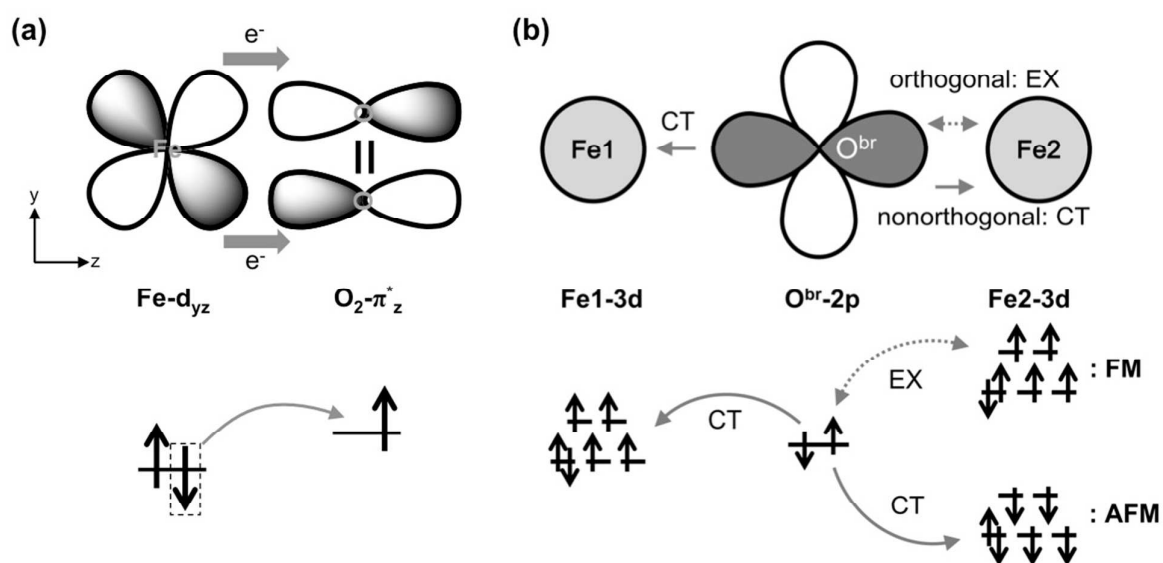 (a)
e⁻
Fe
O
O
e⁻
y
z
Fe-d_yz
O₂-π*_z
(b)
orthogonal: EX
CT
Fe1
O^br
Fe2
nonorthogonal: CT
Fe1-3d
O^br-2p
Fe2-3d
EX
: FM
CT
CT
: AFM